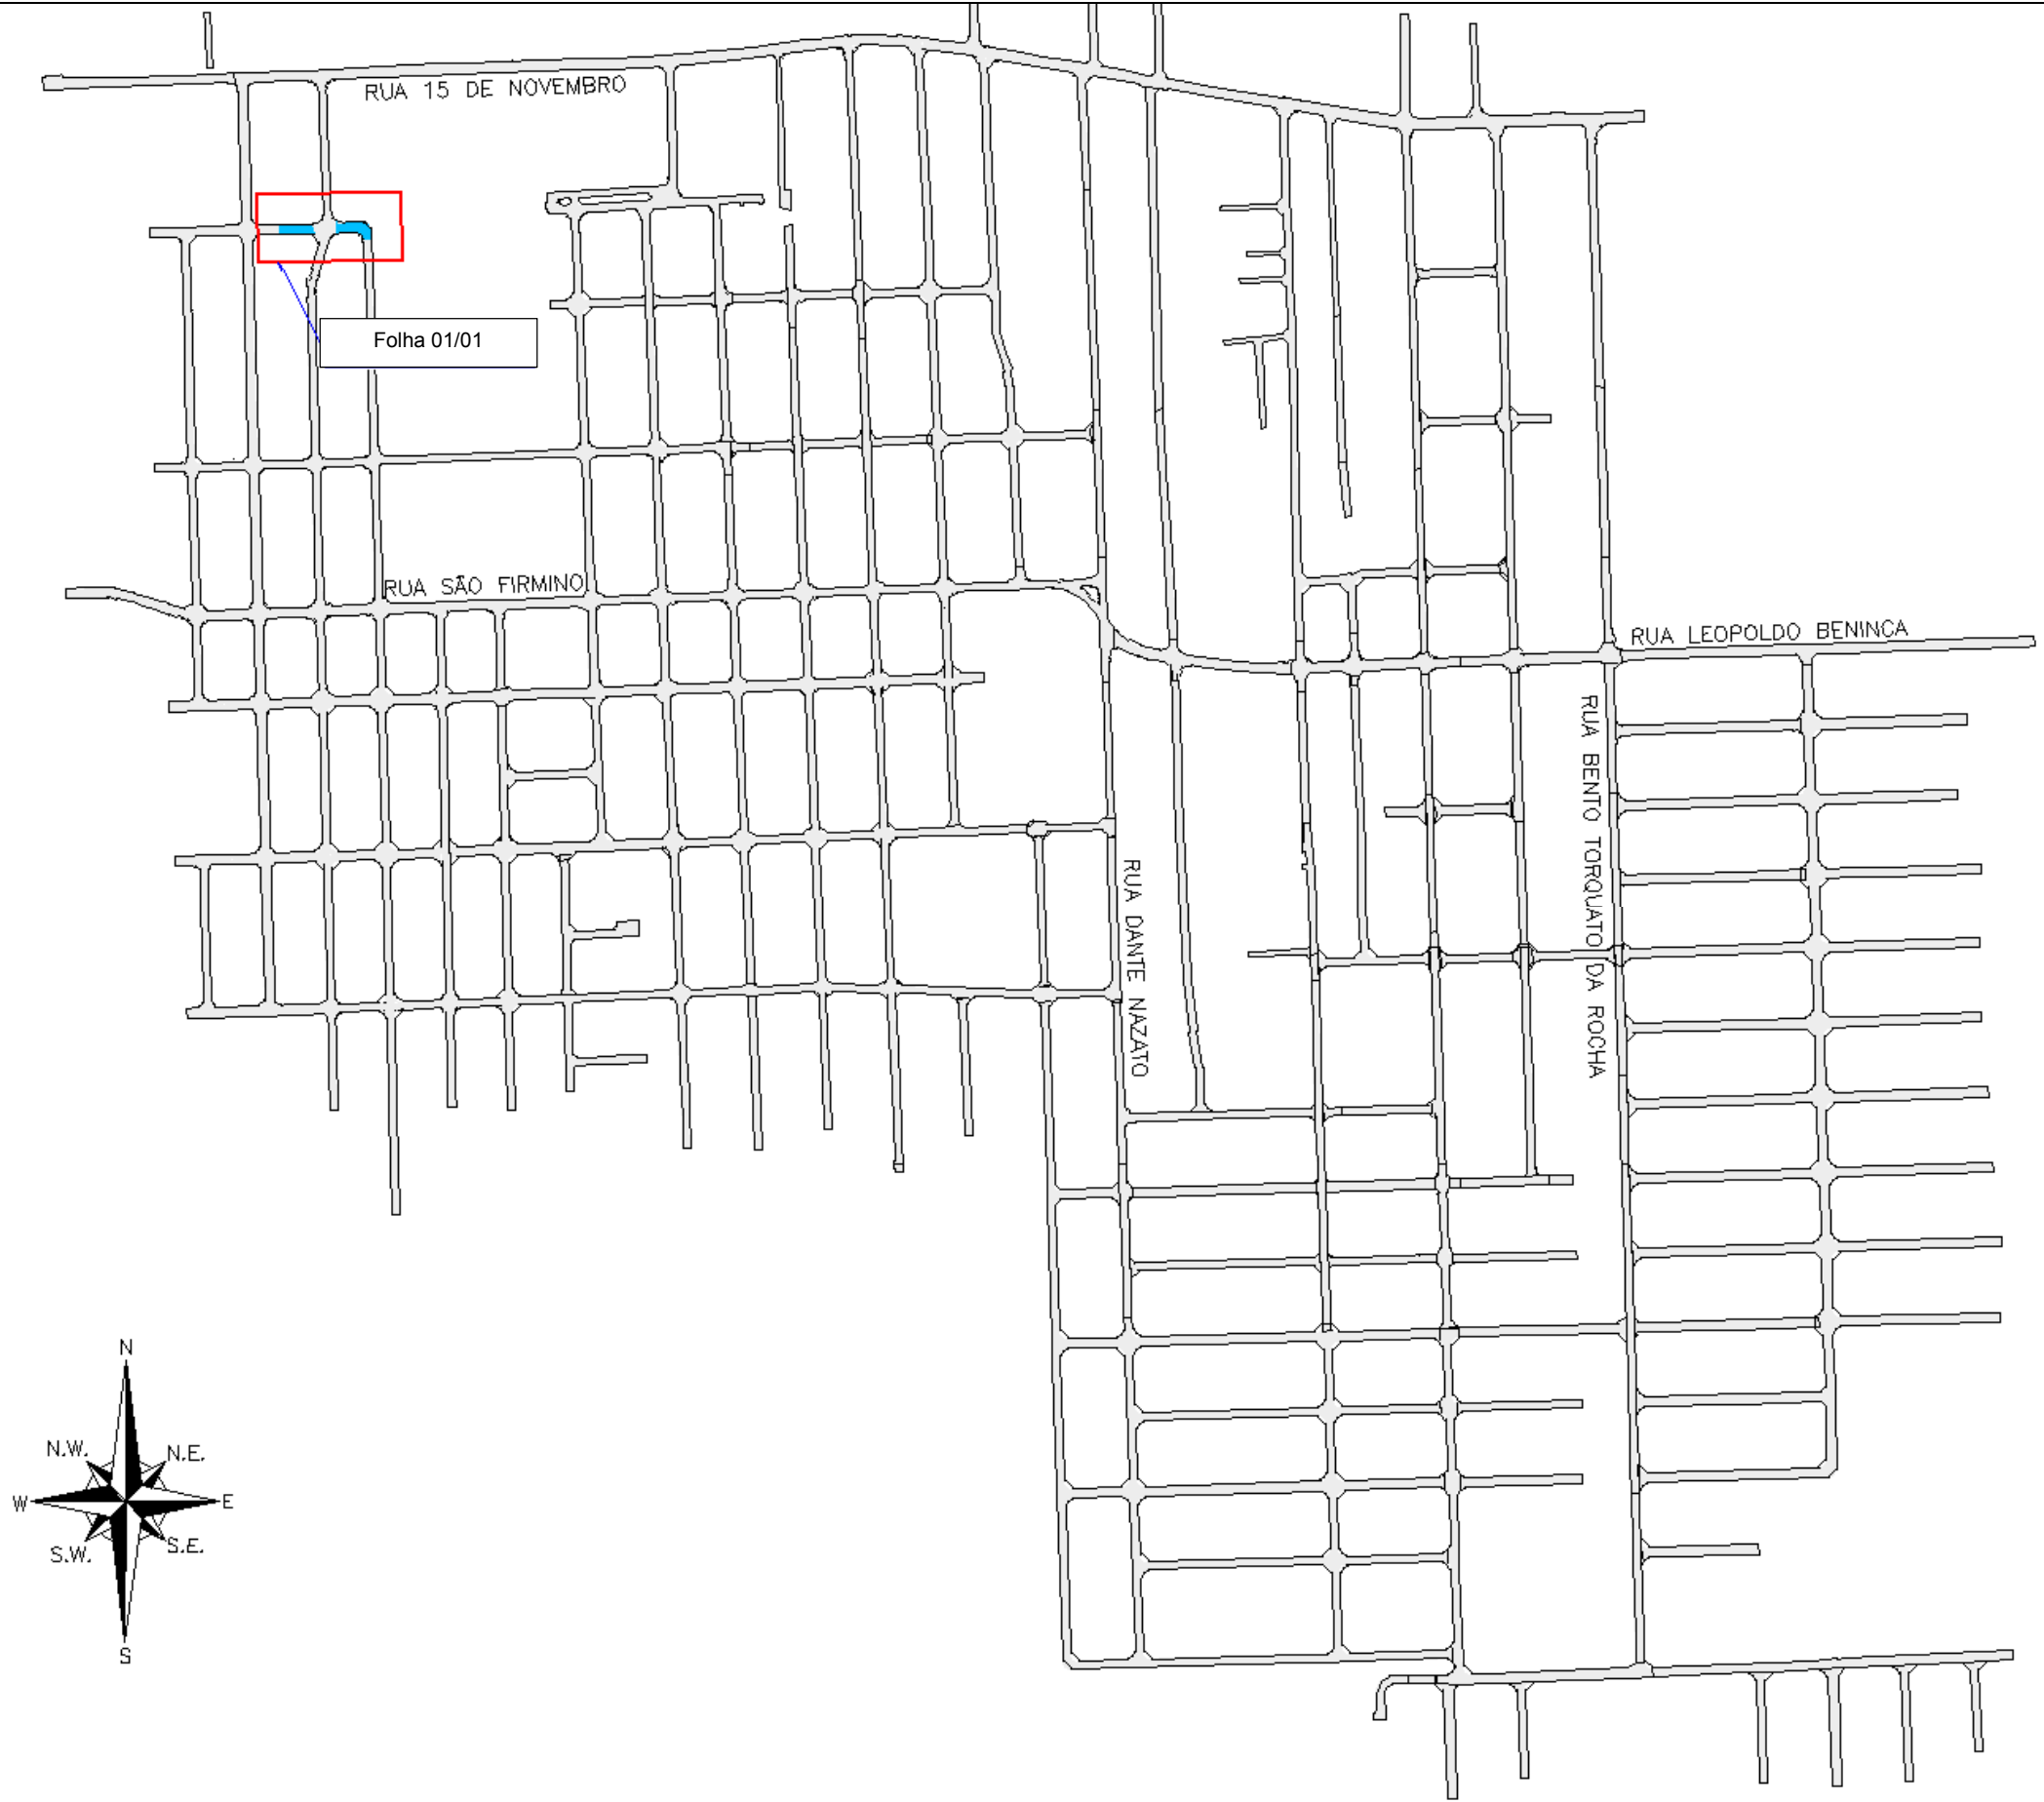 RUA 15 DE NOVEMBRO
Folha 01/01
RUA SÃO FIRMINO
RUA LEOPOLDO BENINCA
RUA BENTO TORQUATO DA ROCHA
RUA DANTE NAZATO
N
N.W.
N.E.
W
E
S.W.
S.E.
S